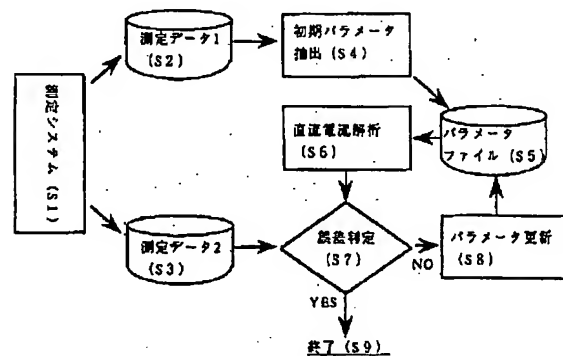 測定システム(S1)
測定データ1
(S2)
初期パラメータ
抽出(S4)
直流電流解析
(S6)
パラメータ
ファイル(S5)
測定データ2
(S3)
誤差判定
(S7)
NO
パラメータ更新
(S8)
YES
終了(S9)